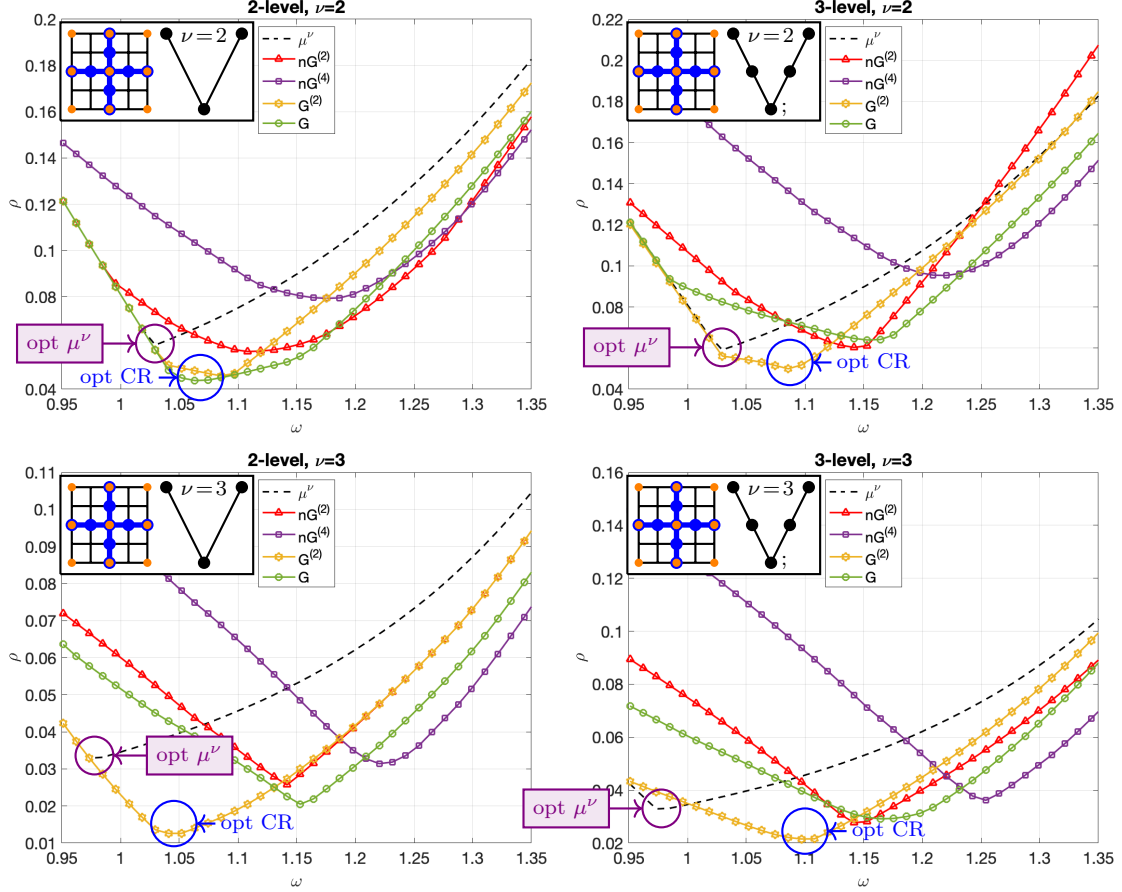 2-level, ν=2
0.2
0.18
0.16
0.14
0.12
0.1
0.08
0.06
0.04
ρ
0.95
1
1.05
1.1
1.15
1.2
1.25
1.3
1.35
ω
ν=2
μ^ν
nG^(2)
nG^(4)
G^(2)
G
opt μ^ν
opt CR
3-level, ν=2
0.22
0.2
0.18
0.16
0.14
0.12
0.1
0.08
0.06
0.04
ρ
0.95
1
1.05
1.1
1.15
1.2
1.25
1.3
1.35
ω
ν=2
;
μ^ν
nG^(2)
nG^(4)
G^(2)
G
opt μ^ν
opt CR
2-level, ν=3
0.11
0.1
0.09
0.08
0.07
0.06
0.05
0.04
0.03
0.02
0.01
ρ
0.95
1
1.05
1.1
1.15
1.2
1.25
1.3
1.35
ω
ν=3
μ^ν
nG^(2)
nG^(4)
G^(2)
G
opt μ^ν
opt CR
3-level, ν=3
0.16
0.14
0.12
0.1
0.08
0.06
0.04
0.02
ρ
0.95
1
1.05
1.1
1.15
1.2
1.25
1.3
1.35
ω
ν=3
;
μ^ν
nG^(2)
nG^(4)
G^(2)
G
opt μ^ν
opt CR